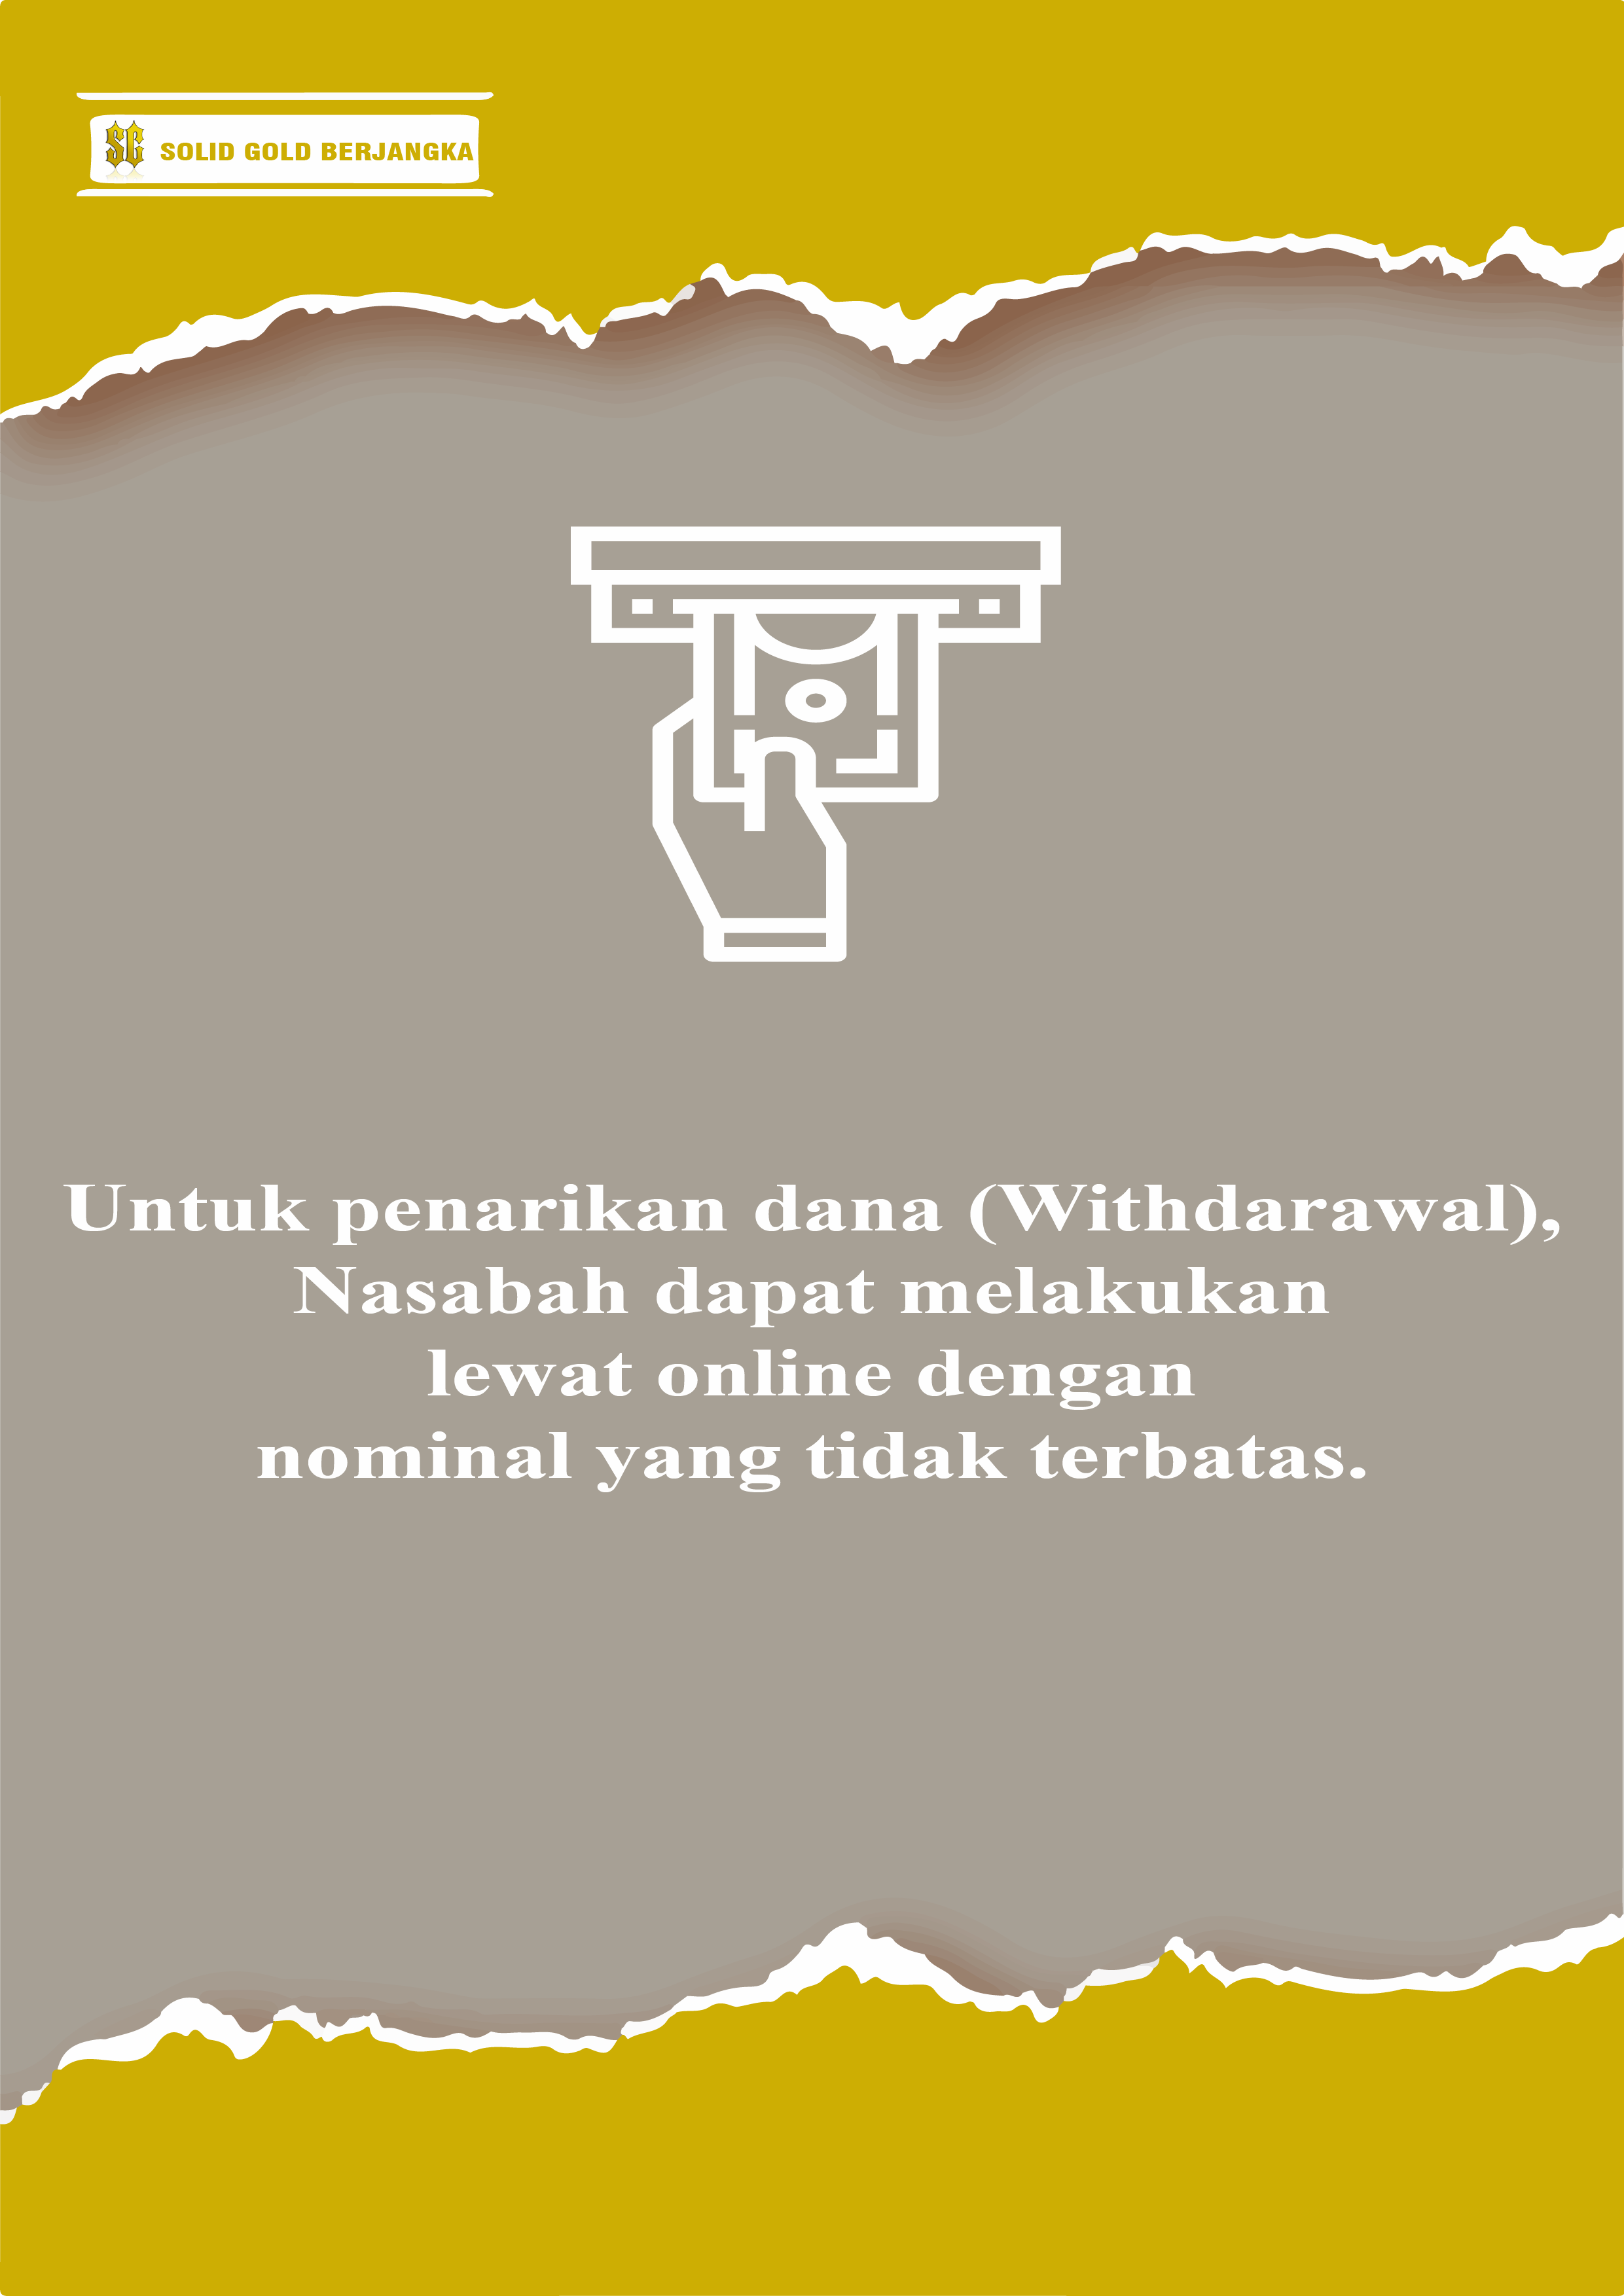 SG SOLID GOLD BERJANGKA
Untuk penarikan dana (Withdarawal),
Nasabah dapat melakukan
lewat online dengan
nominal yang tidak terbatas.